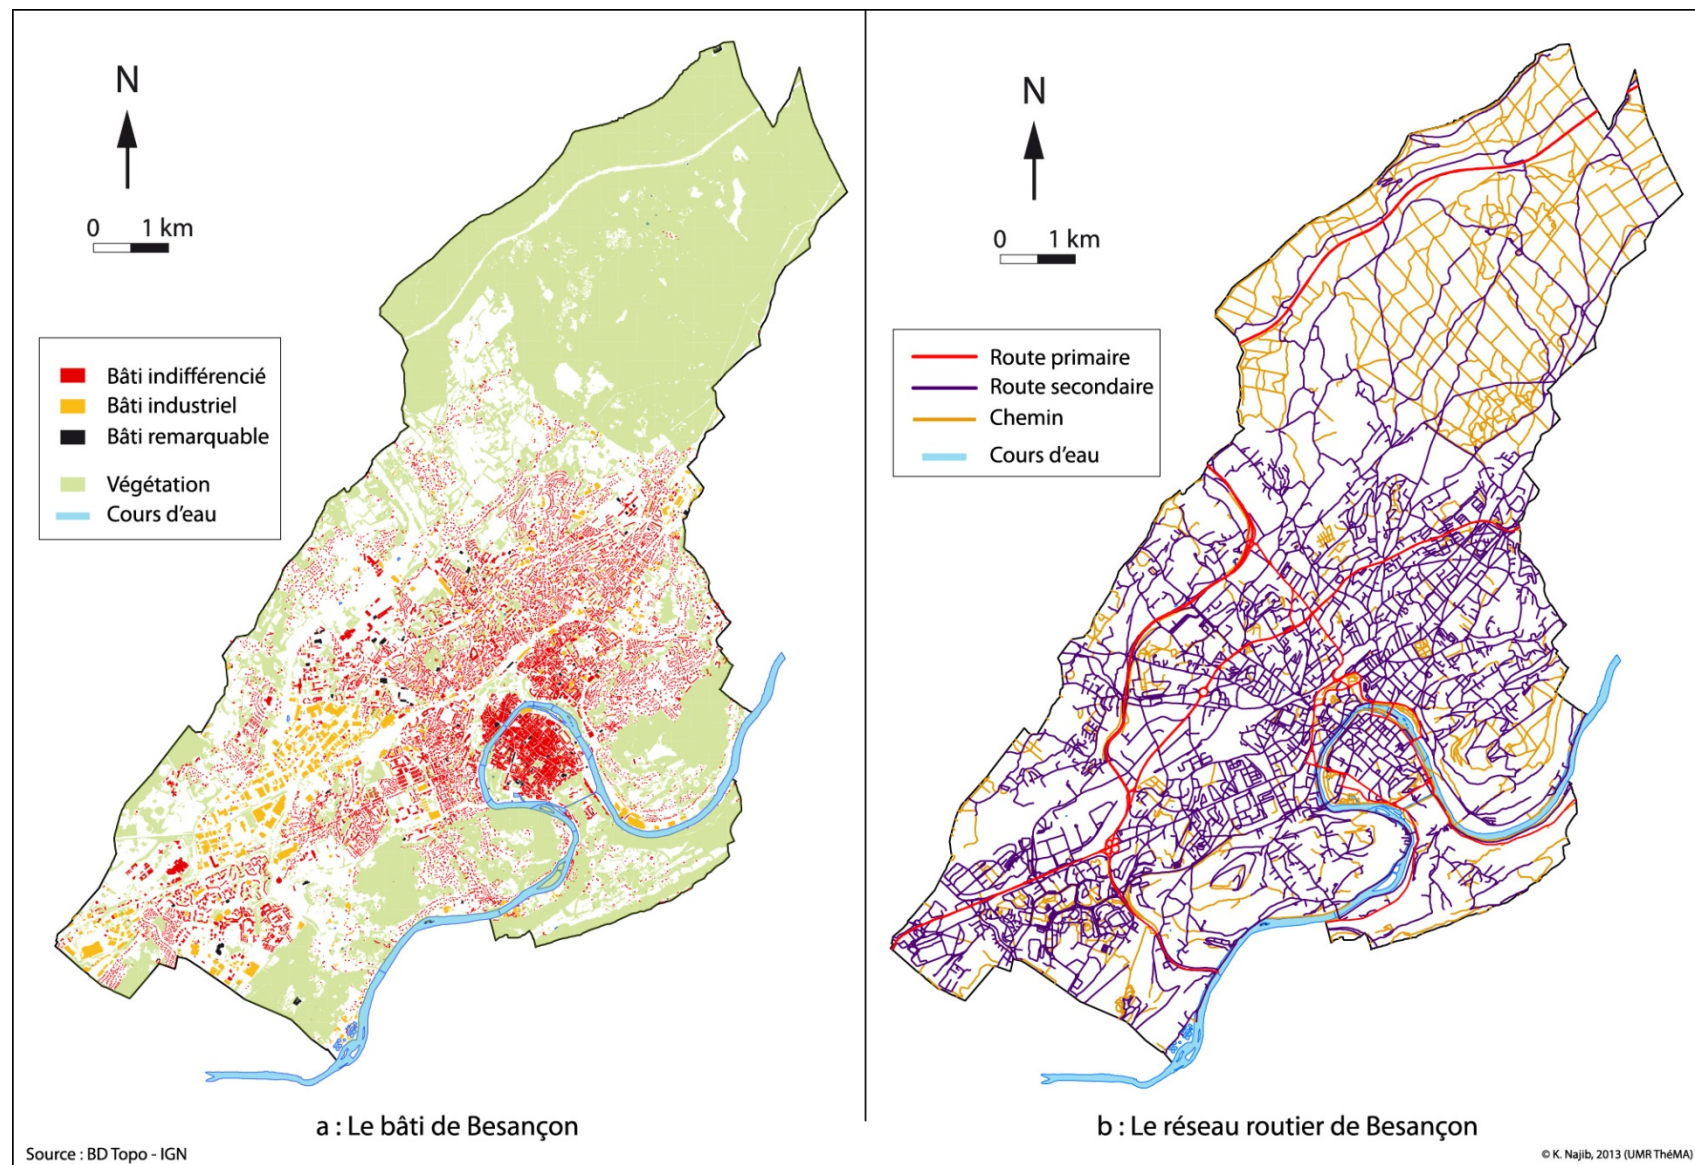 N
0 1 km
Bâti indifférencié
Bâti industriel
Bâti remarquable
Végétation
Cours d'eau
a : Le bâti de Besançon
Source : BD Topo - IGN
N
0 1 km
Route primaire
Route secondaire
Chemin
Cours d'eau
b : Le réseau routier de Besançon
© K. Najib, 2013 (UMR ThéMA)